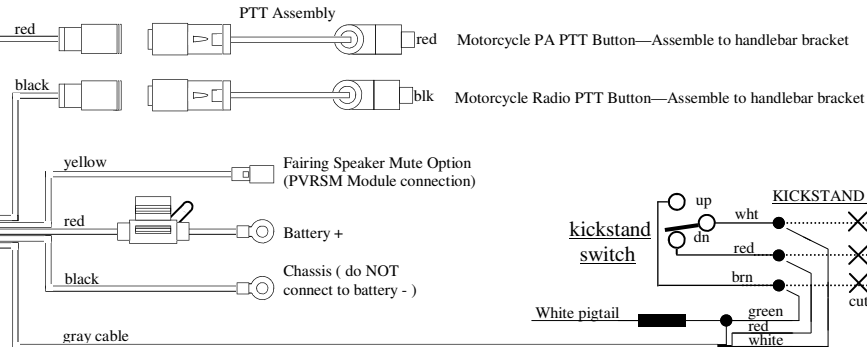 PTT Assembly
red
red
Motorcycle PA PTT Button—Assemble to handlebar bracket
black
blk
Motorcycle Radio PTT Button—Assemble to handlebar bracket
yellow
Fairing Speaker Mute Option
(PVRSM Module connection)
red
Battery +
black
Chassis ( do NOT
connect to battery - )
gray cable
KICKSTAND
up
wht
kickstand
switch
dn
red
brn
cut
White pigtail
green
red
white